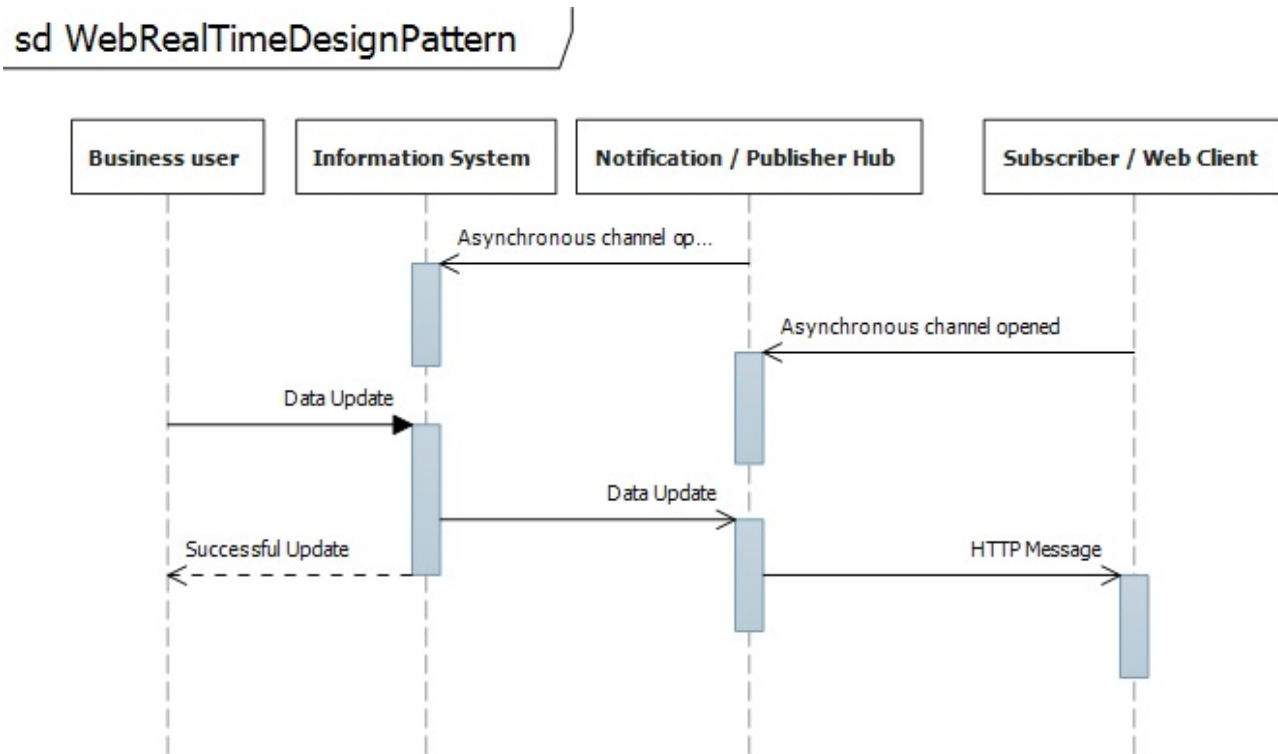 sd WebRealTimeDesignPattern
Business user
Information System
Notification / Publisher Hub
Subscriber / Web Client
Asynchronous channel op...
Asynchronous channel opened
Data Update
Data Update
Successful Update
HTTP Message